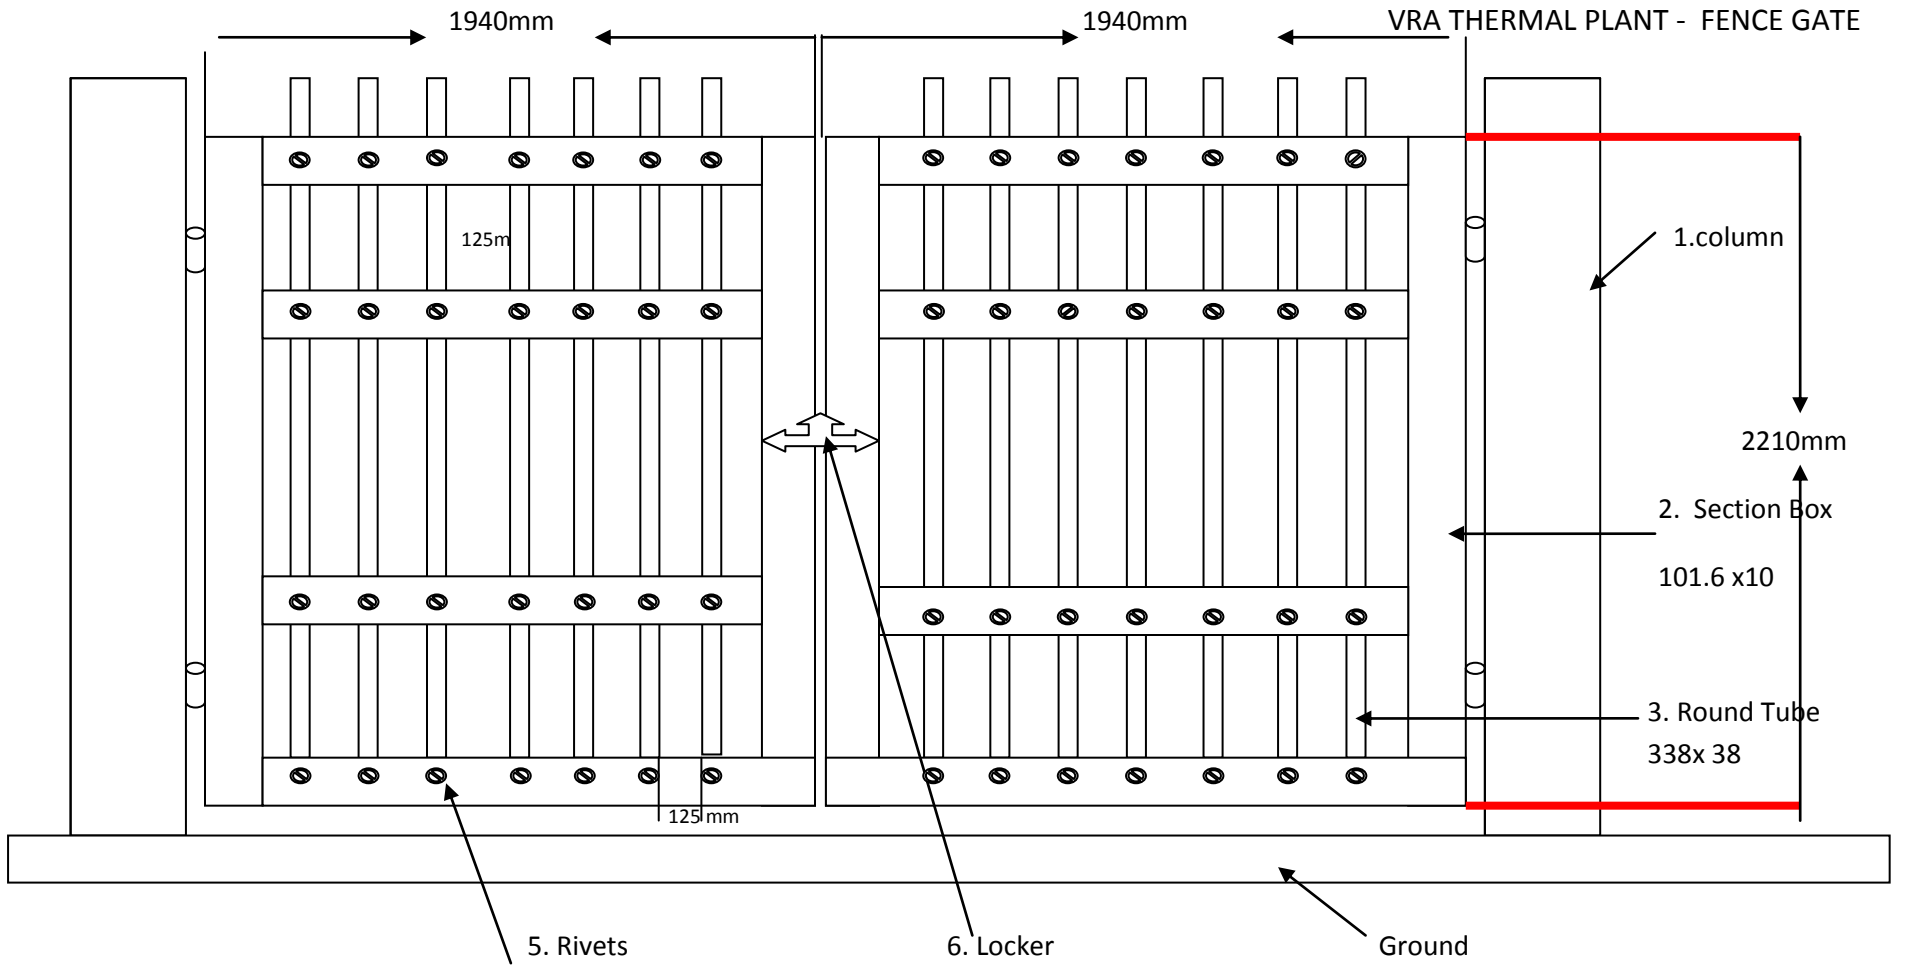 1940mm
1940mm
VRA THERMAL PLANT - FENCE GATE
125m
1.column
2210mm
2. Section Box
101.6 x10
3. Round Tube
338x 38
125 mm
5. Rivets
6. Locker
Ground